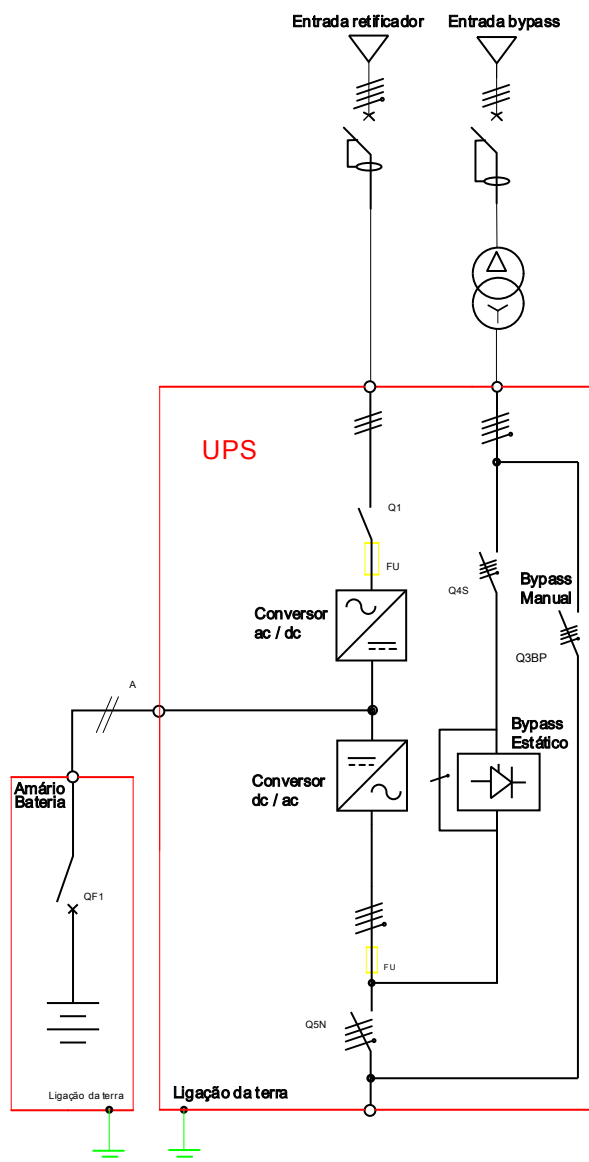 Entrada retificador
Entrada bypass
UPS
Q1
FU
Conversor
ac / dc
Q4S
Bypass
Manual
Q3BP
A
Bypass
Estático
Amário
Bateria
Conversor
dc / ac
QF1
FU
Q5N
Ligação da terra
Ligação da terra